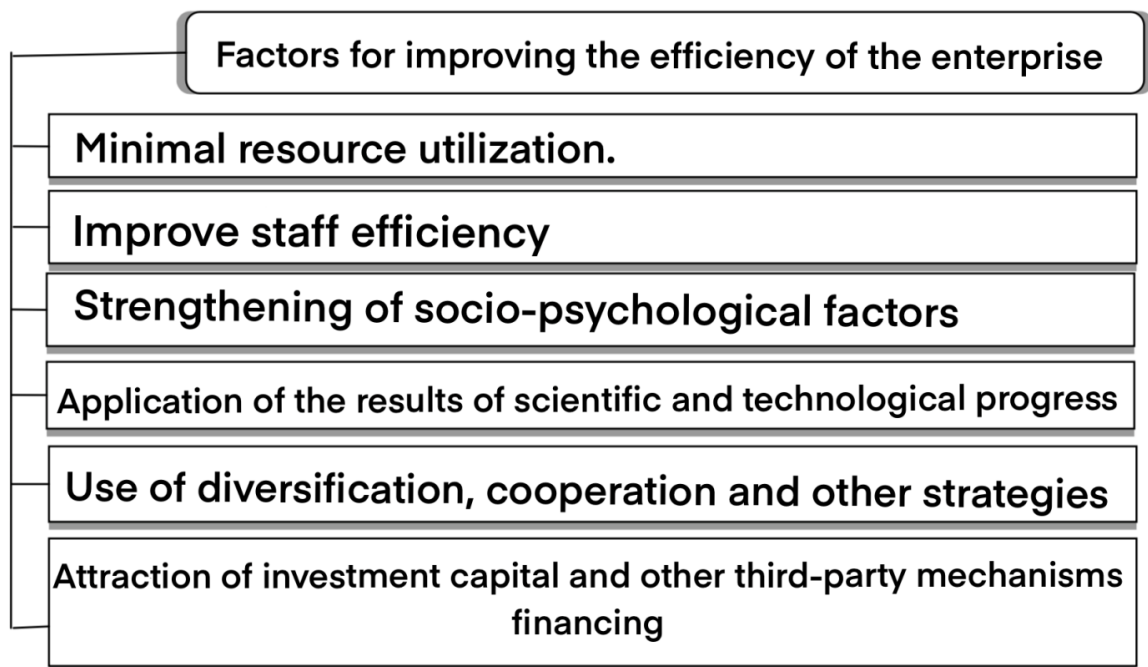 Factors for improving the efficiency of the enterprise
Minimal resource utilization.
Improve staff efficiency
Strengthening of socio-psychological factors
Application of the results of scientific and technological progress
Use of diversification, cooperation and other strategies
Attraction of investment capital and other third-party mechanisms
financing